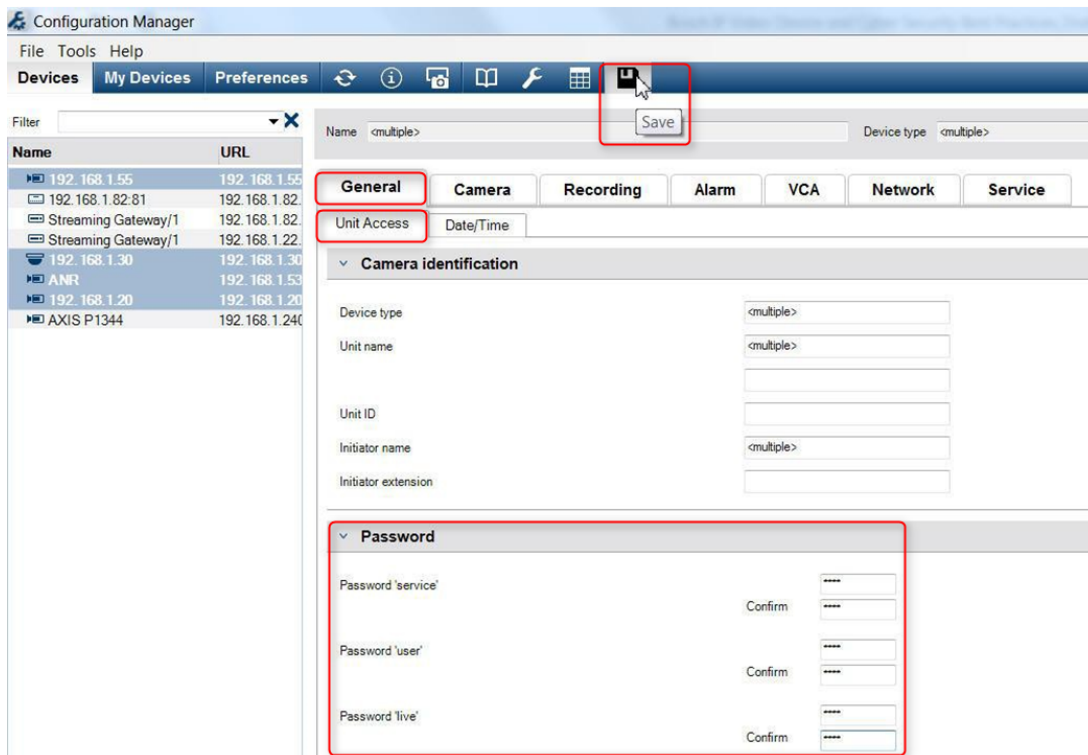 Configuration Manager
File Tools Help
Devices My Devices Preferences
Save
Filter
Name URL
192.168.1.55 192.168.1.55
192.168.1.82:81 192.168.1.82.
Streaming Gateway/1 192.168.1.82.
Streaming Gateway/1 192.168.1.22.
192.168.1.30 192.168.1.30
ANR 192.168.1.53
192.168.1.20 192.168.1.20
AXIS P1344 192.168.1.240
Name <multiple> Device type <multiple>
General Camera Recording Alarm VCA Network Service
Unit Access Date/Time
Camera identification
Device type <multiple>
Unit name <multiple>
Unit ID
Initiator name <multiple>
Initiator extension
Password
Password 'service' ••••
Confirm ••••
Password 'user' ••••
Confirm ••••
Password 'live' ••••
Confirm ••••